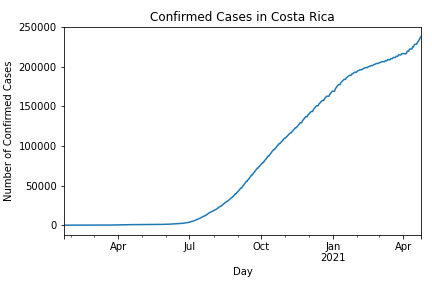 Confirmed Cases in Costa Rica
250000
200000
150000
100000
50000
0
Number of Confirmed Cases
Apr
Jul
Oct
Jan
2021
Apr
Day